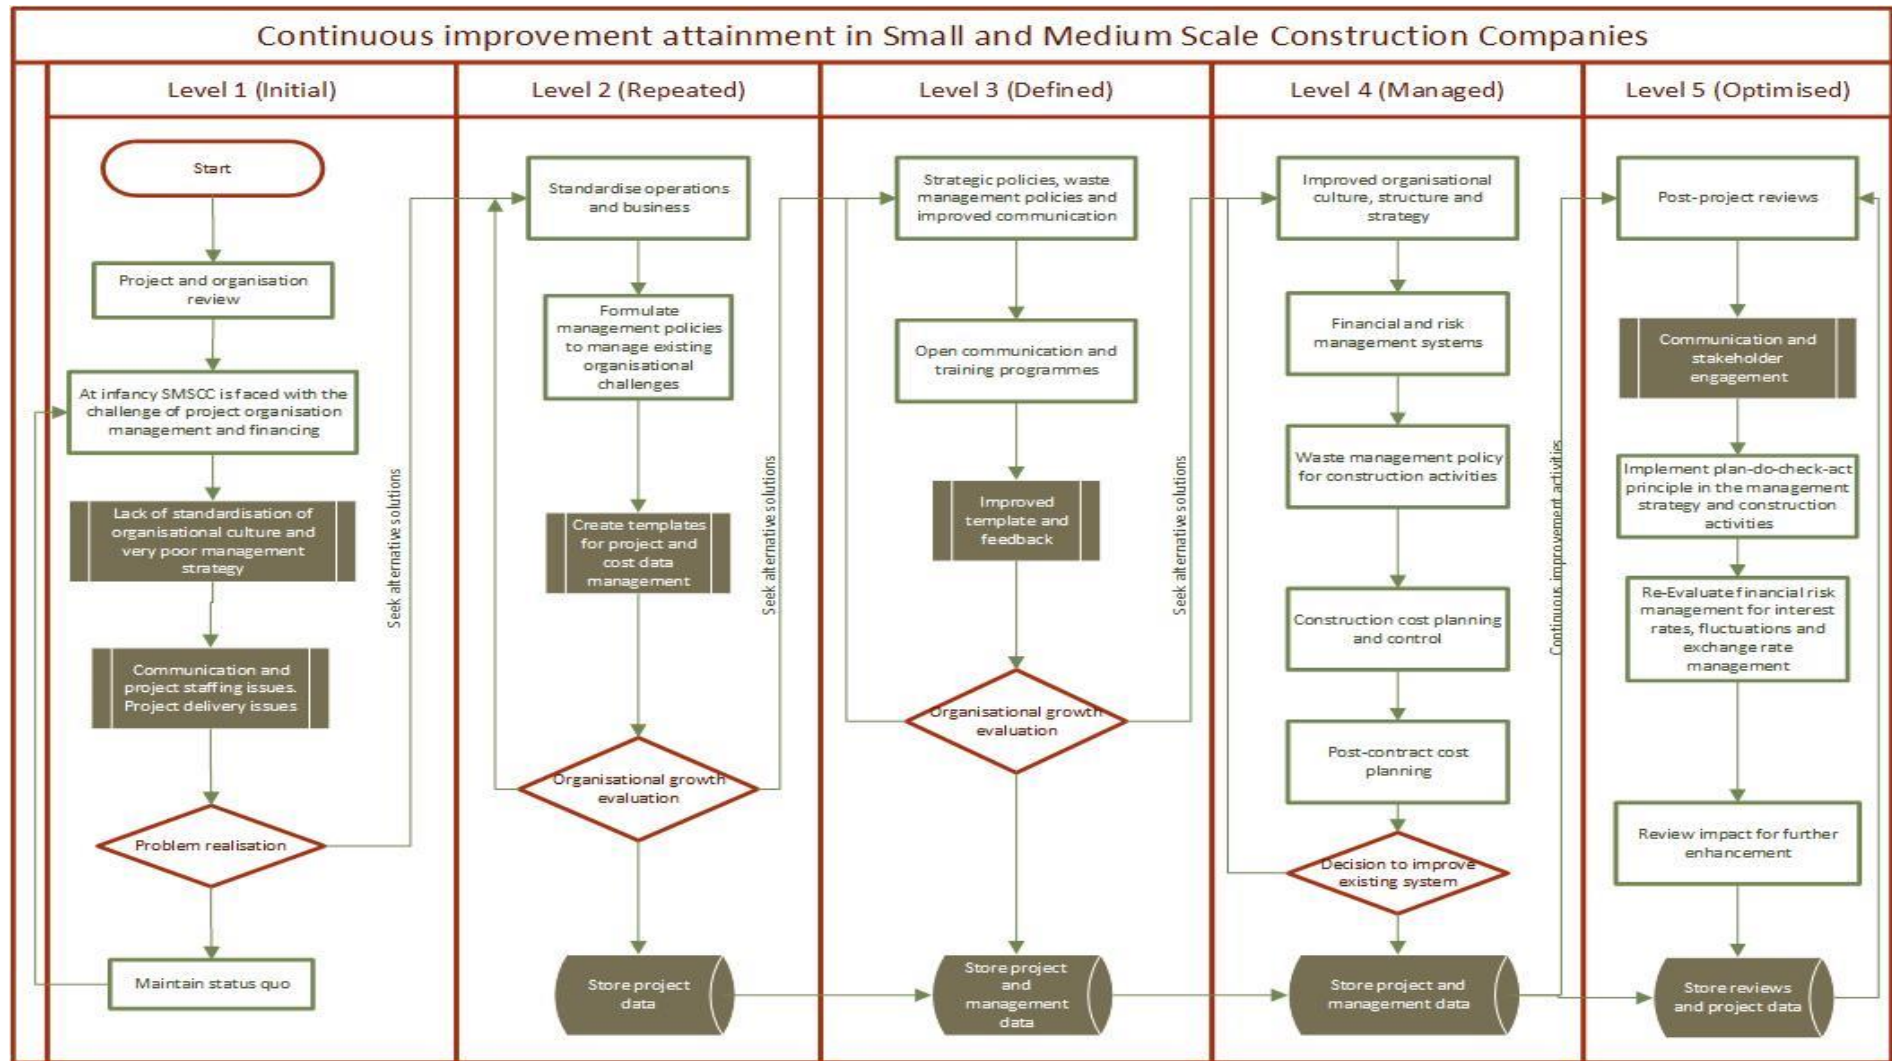 Continuous improvement attainment in Small and Medium Scale Construction Companies
Level 1 (Initial)
Level 2 (Repeated)
Level 3 (Defined)
Level 4 (Managed)
Level 5 (Optimised)
Start
Project and organisation
review
At infancy SMSCC is faced with the
challenge of project organisation
management and financing
Lack of standardisation of
organisational culture and
very poor management
strategy
Communication and
project staffing issues.
Project delivery issues
Problem realisation
Maintain status quo
Seek alternative solutions
Standardise operations
and business
Formulate
management policies
to manage existing
organisational
challenges
Create templates
for project and
cost data
management
Organisational growth
evaluation
Store project
data
Seek alternative solutions
Strategic policies, waste
management policies and
improved communication
Open communication and
training programmes
Improved
template and
feedback
Organisational growth
evaluation
Store project
and
management
data
Seek alternative solutions
Improved organisational
culture, structure and
strategy
Financial and risk
management systems
Waste management policy
for construction activities
Construction cost planning
and control
Post-contract cost
planning
Decision to improve
existing system
Store project and
management data
Continuous improvement activities
Post-project reviews
Communication and
stakeholder
engagement
Implement plan-do-check-act
principle in the management
strategy and construction
activities
Re-Evaluate financial risk
management for interest
rates, fluctuations and
exchange rate
management
Review impact for further
enhancement
Store reviews
and project data